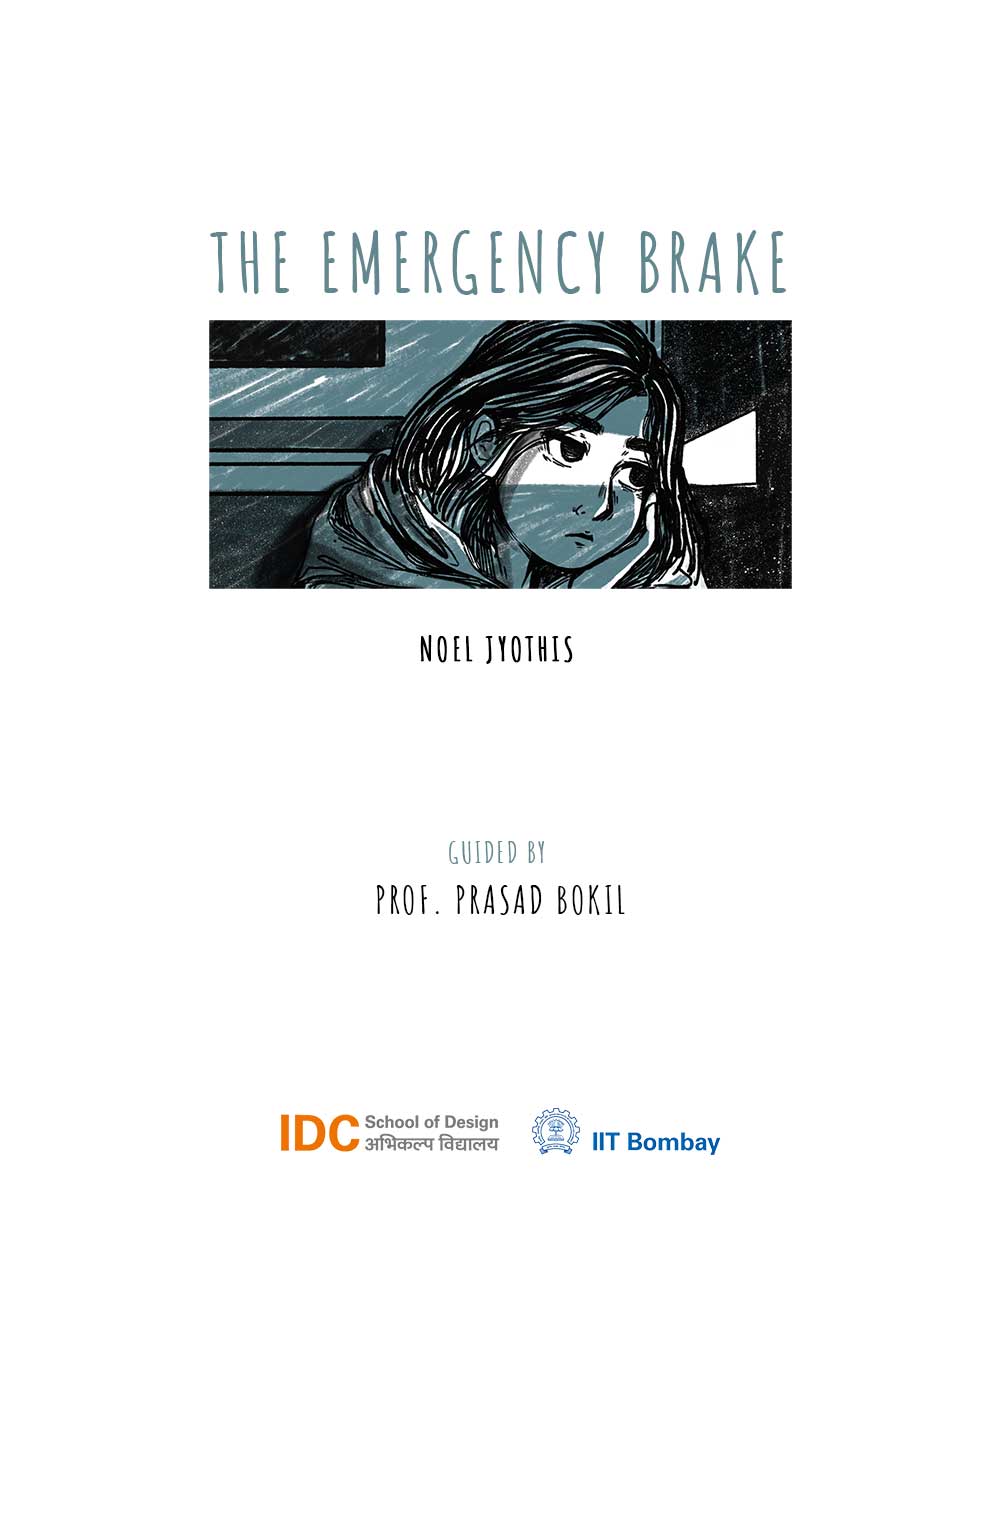 THE EMERGENCY BRAKE
NOEL JYOTHIS
GUIDED BY
PROF. PRASAD BOKIL
IDC School of Design
अभिकल्प विद्यालय
IIT Bombay